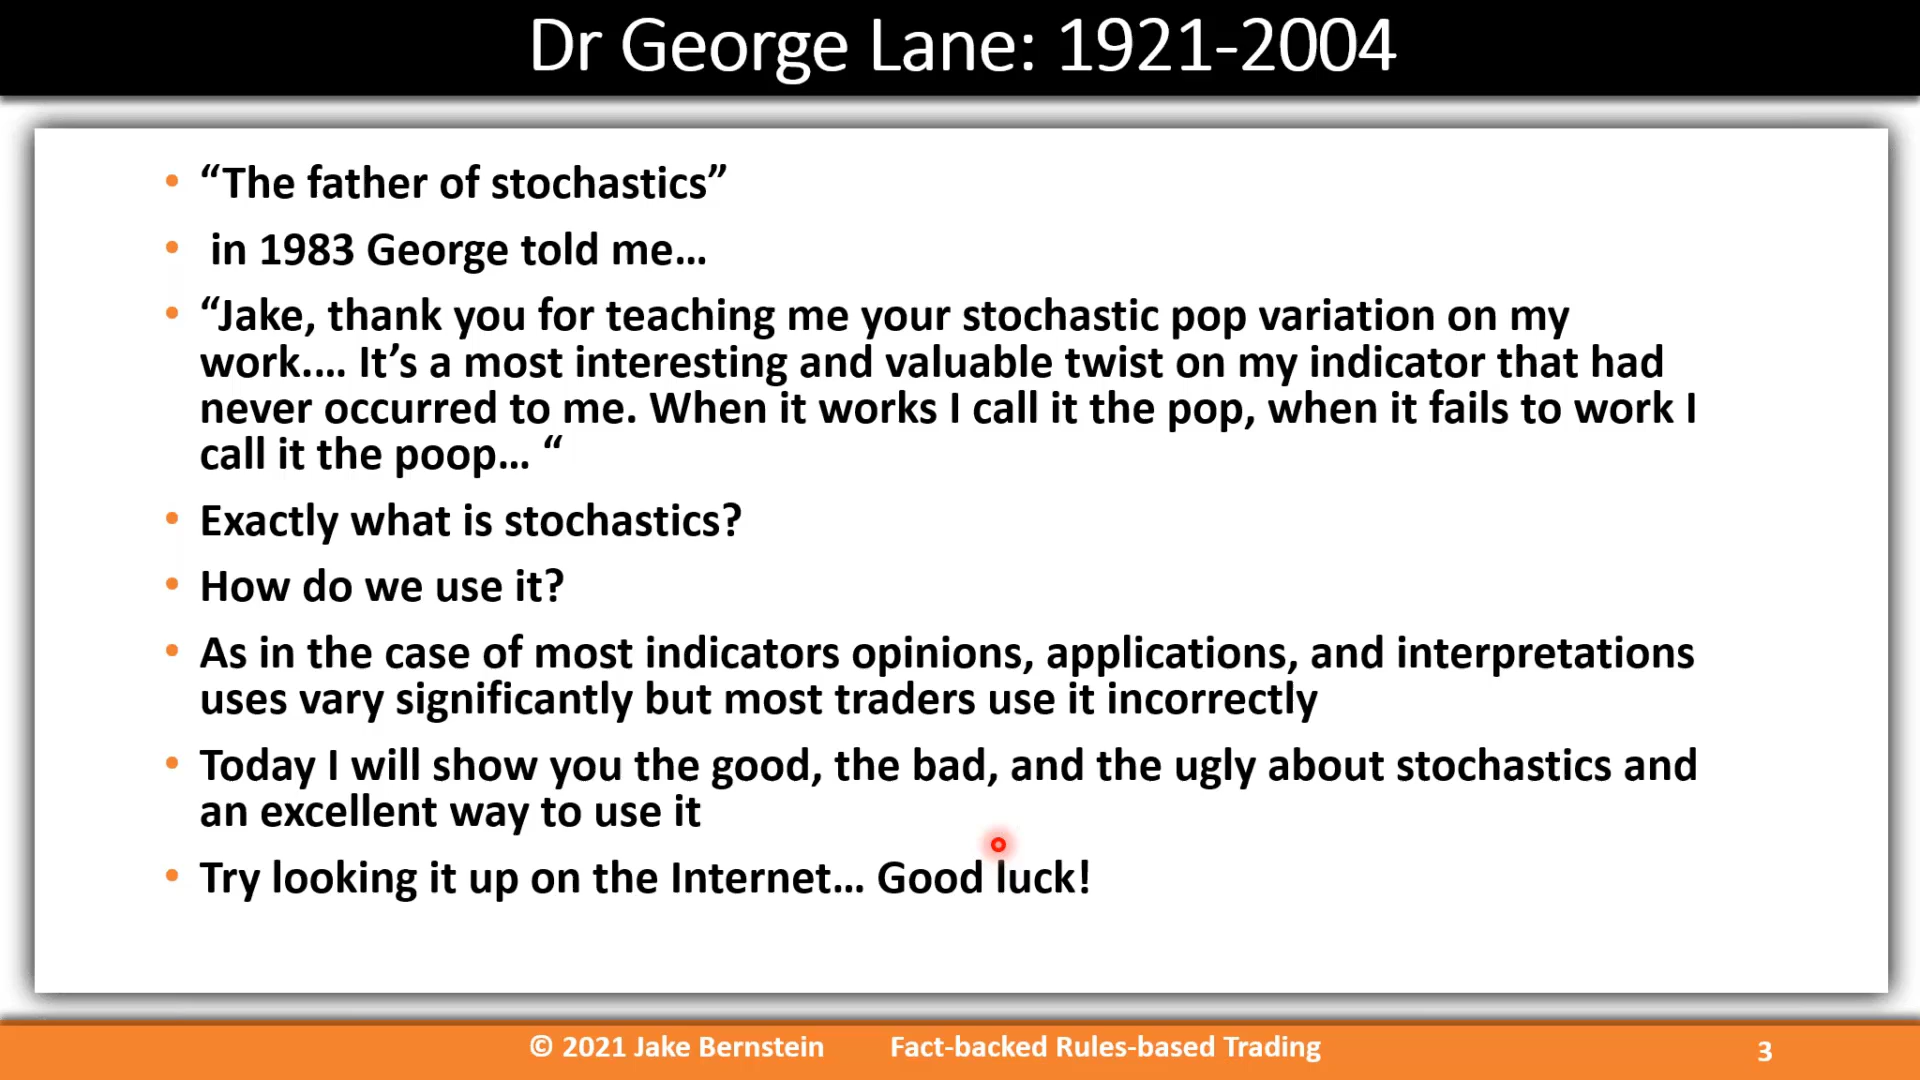 Dr George Lane: 1921-2004
• “The father of stochastics”
• in 1983 George told me...
• “Jake, thank you for teaching me your stochastic pop variation on my
work.... It’s a most interesting and valuable twist on my indicator that had
never occurred to me. When it works I call it the pop, when it fails to work I
call it the poop... “
• Exactly what is stochastics?
• How do we use it?
• As in the case of most indicators opinions, applications, and interpretations
uses vary significantly but most traders use it incorrectly
• Today I will show you the good, the bad, and the ugly about stochastics and
an excellent way to use it
• Try looking it up on the Internet... Good luck!
© 2021 Jake Bernstein Fact-backed Rules-based Trading 3